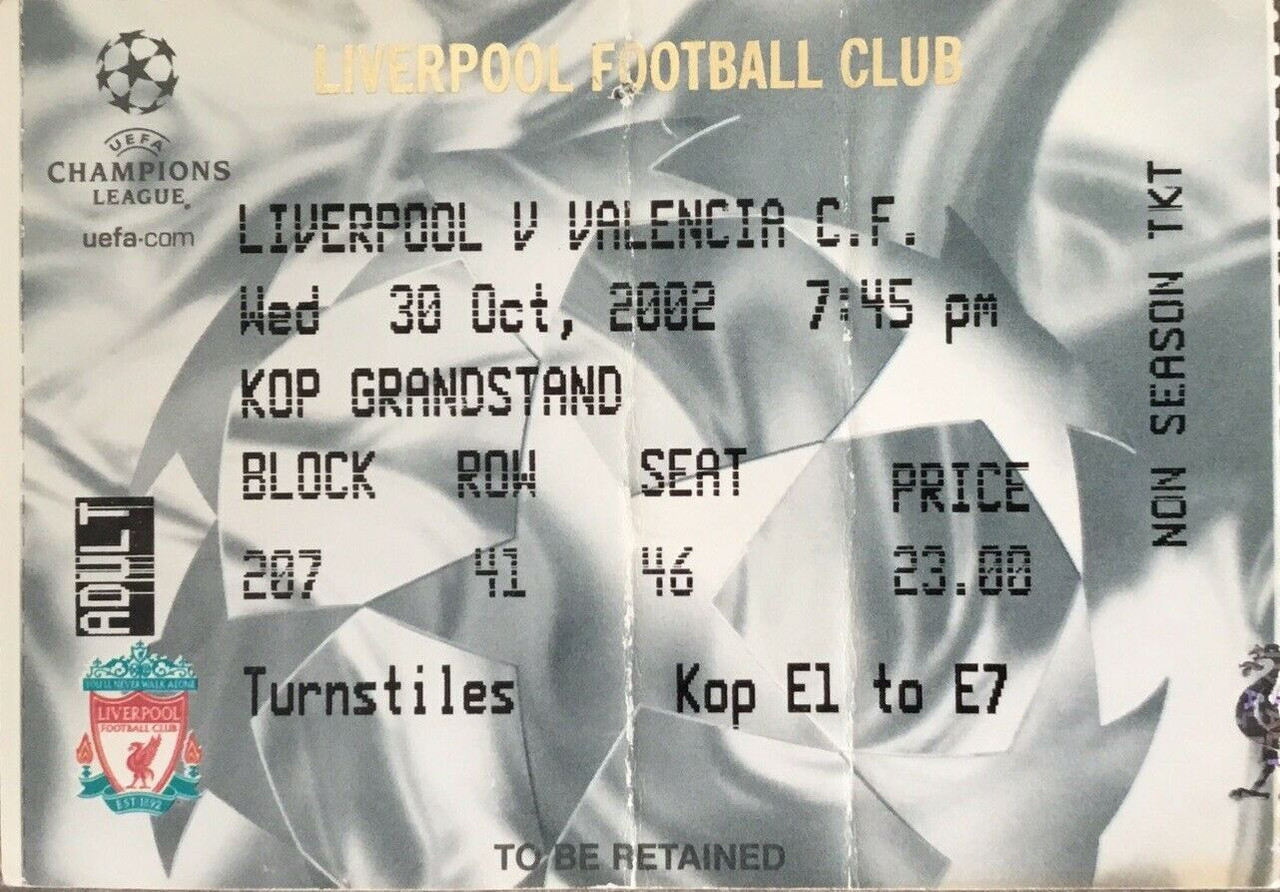 LIVERPOOL FOOTBALL CLUB
UEFA
CHAMPIONS
LEAGUE
uefa.com
LIVERPOOL V VALENCIA C.F.
Wed 30 Oct, 2002 7:45 pm
KOP GRANDSTAND
BLOCK ROW SEAT PRICE
207 41 46 23.00
Turnstiles Kop E1 to E7
NON SEASON TKT
ADULT
YOU'LL NEVER WALK ALONE
LIVERPOOL
FOOTBALL CLUB
EST·1892
TO BE RETAINED